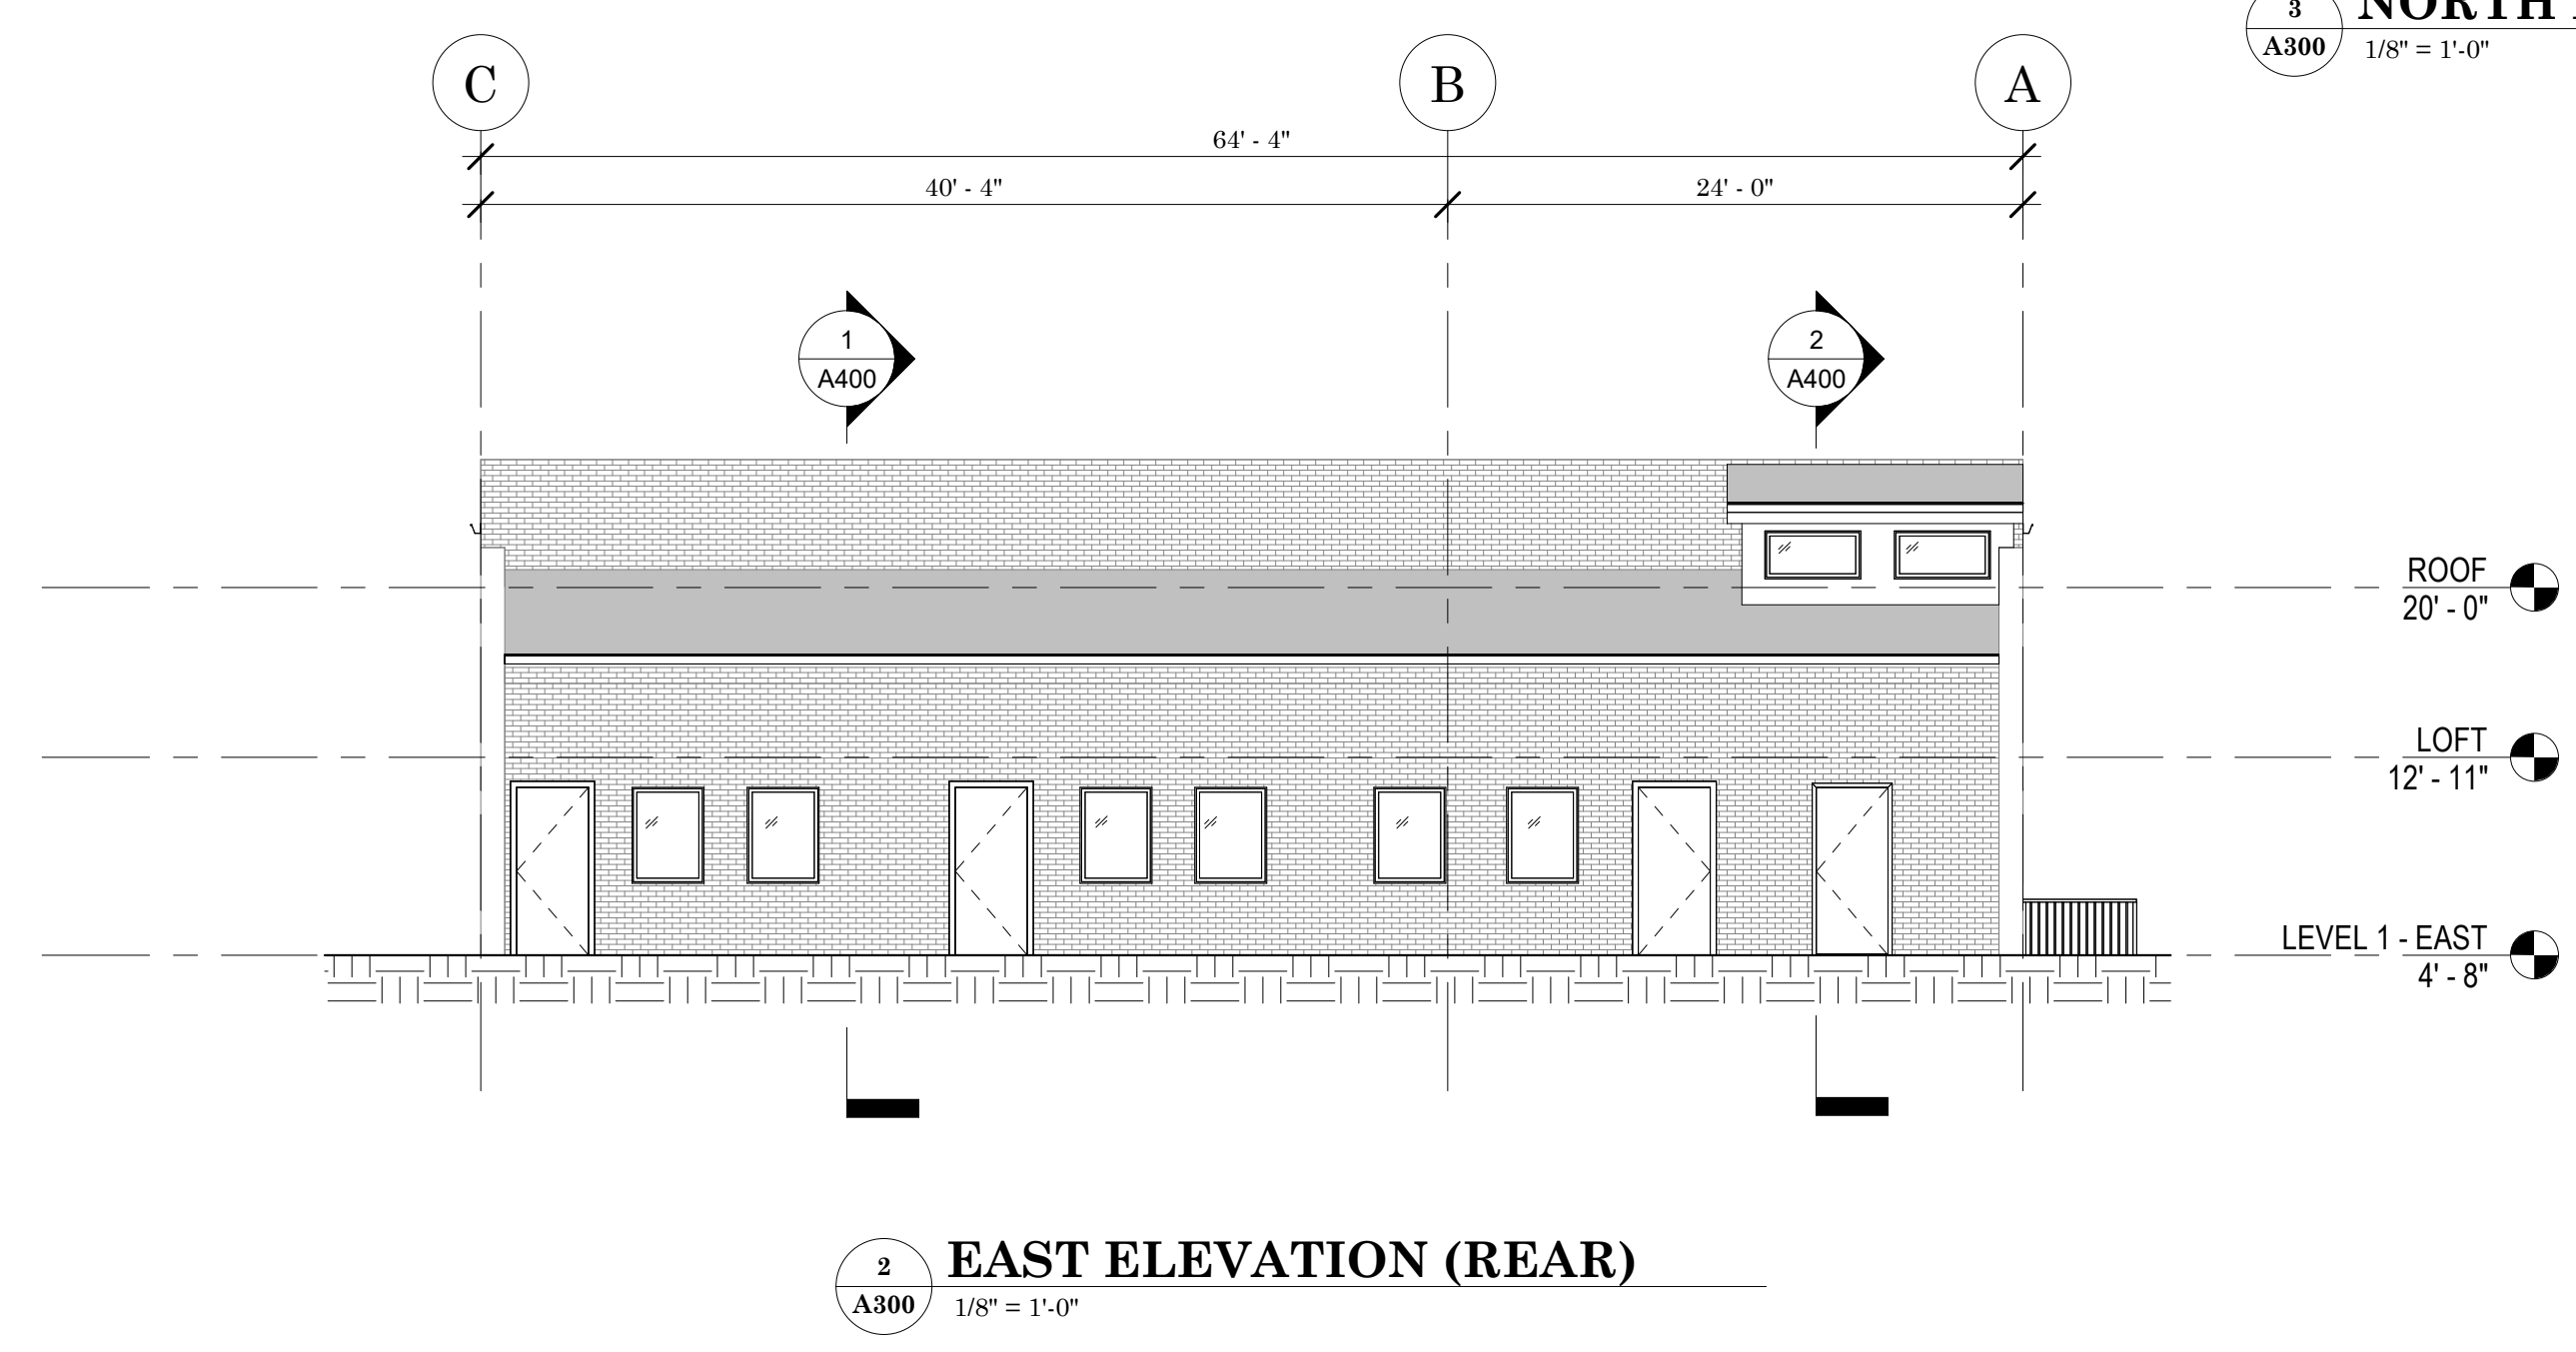 3
NORTH
A300
1/8" = 1'-0"
C
B
A
64' - 4"
40' - 4"
24' - 0"
1
A400
2
A400
ROOF
20' - 0"
LOFT
12' - 11"
LEVEL 1 - EAST
4' - 8"
2
EAST ELEVATION (REAR)
A300
1/8" = 1'-0"